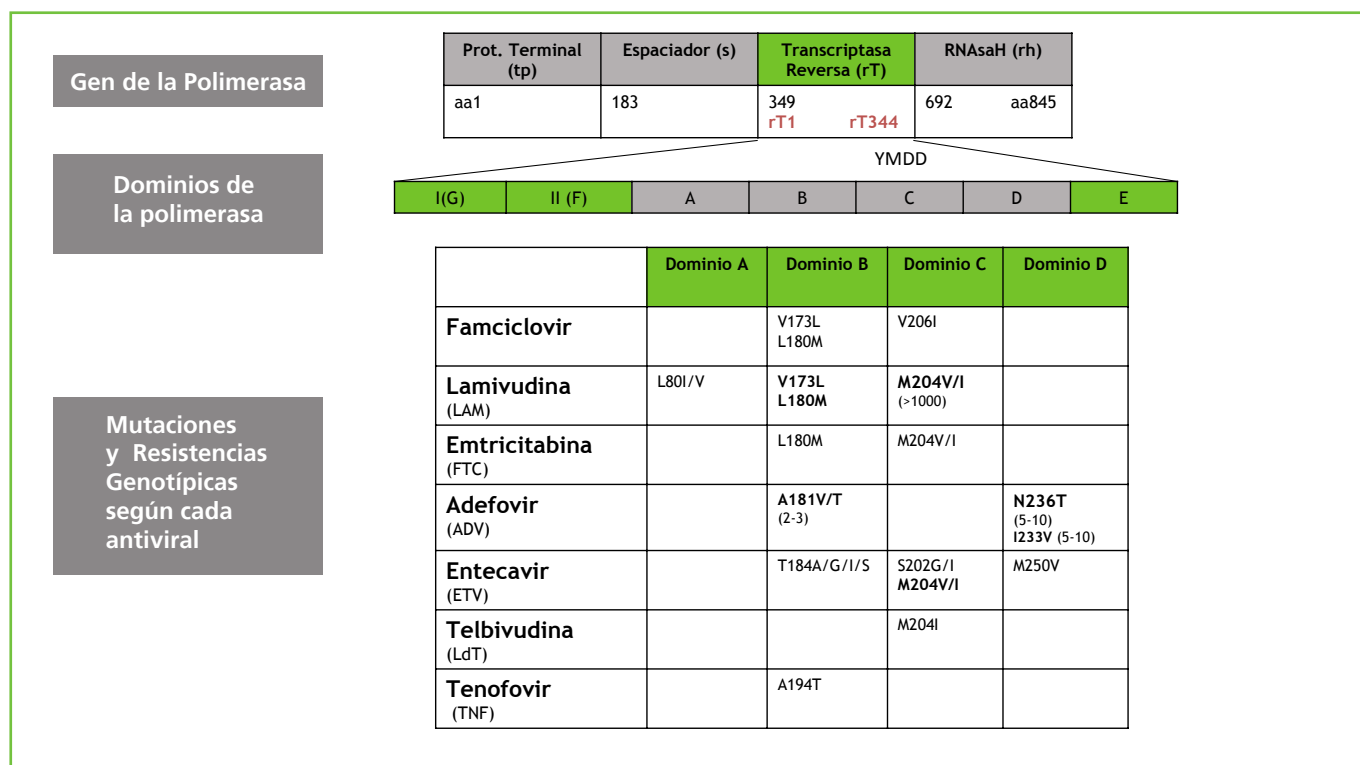 Gen de la Polimerasa
Prot. Terminal
(tp)
Espaciador (s)
Transcriptasa
Reversa (rT)
RNAsaH (rh)
aa1
183
349
rT1 rT344
692 aa845
Dominios de
la polimerasa
YMDD
I(G) II (F) A B C D E
Dominio A Dominio B Dominio C Dominio D
Mutaciones
y Resistencias
Genotípicas
según cada
antiviral
Famciclovir
V173L
L180M
V206I
Lamivudina
(LAM)
L80I/V
V173L
L180M
M204V/I
(>1000)
Emtricitabina
(FTC)
L180M
M204V/I
Adefovir
(ADV)
A181V/T
(2-3)
N236T
(5-10)
I233V (5-10)
Entecavir
(ETV)
T184A/G/I/S
S202G/I
M204V/I
M250V
Telbivudina
(LdT)
M204I
Tenofovir
(TNF)
A194T